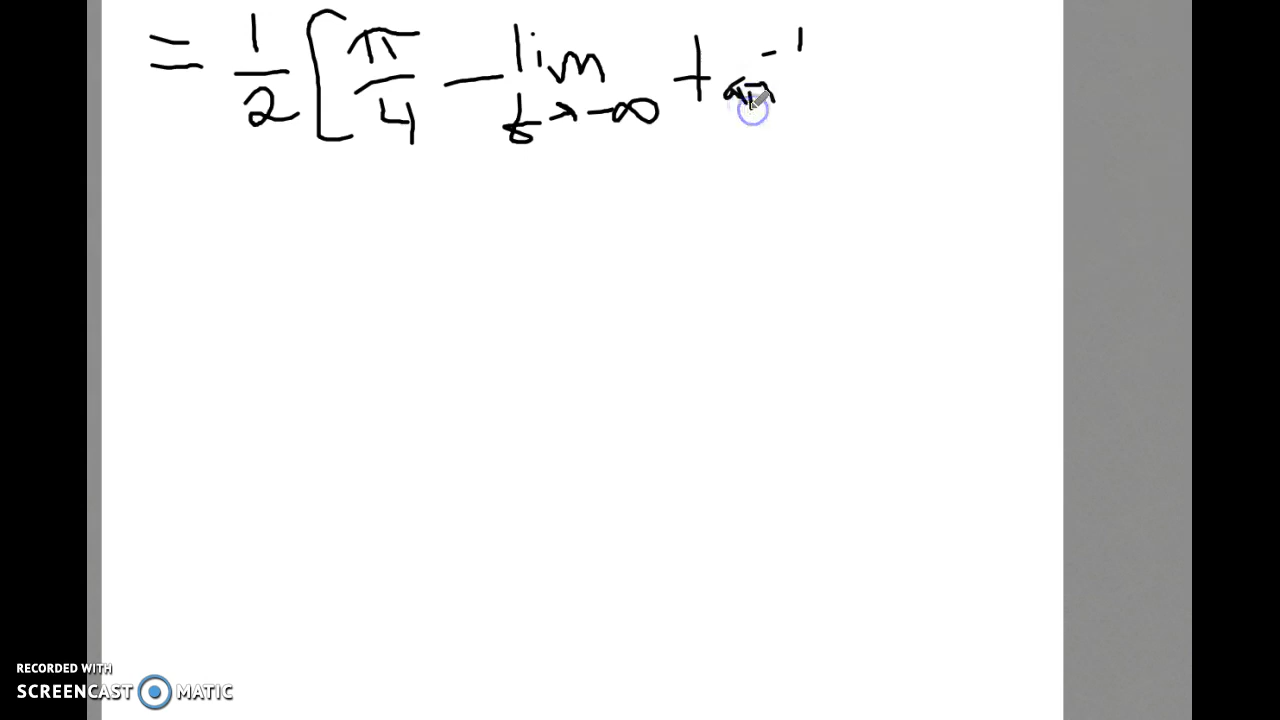 = 1/2 [ π/4 - lim t→-∞ tan⁻¹
RECORDED WITH
SCREENCAST MATIC